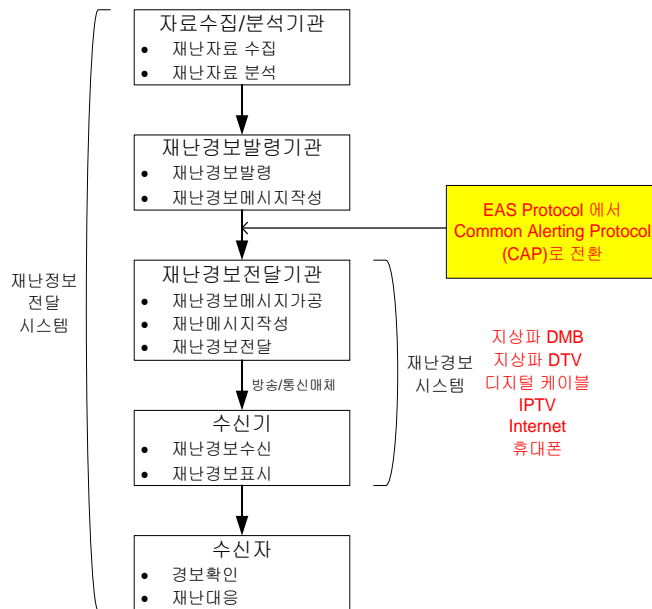 자료수집/분석기관
• 재난자료 수집
• 재난자료 분석
재난경보발령기관
• 재난경보발령
• 재난경보메시지작성
EAS Protocol 에서
Common Alerting Protocol
(CAP)로 전환
재난정보
전달
시스템
재난경보전달기관
• 재난경보메시지가공
• 재난메시지작성
• 재난경보전달
방송/통신매체
재난경보
시스템
지상파 DMB
지상파 DTV
디지털 케이블
IPTV
Internet
휴대폰
수신기
• 재난경보수신
• 재난경보표시
수신자
• 경보확인
• 재난대응